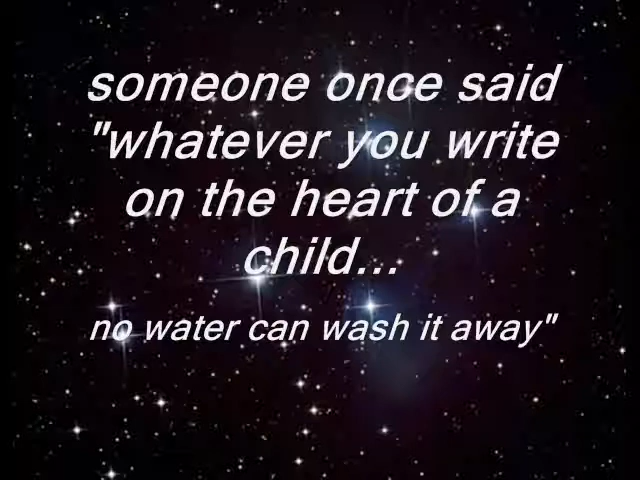 someone once said
"whatever you write
on the heart of a
child...
no water can wash it away"